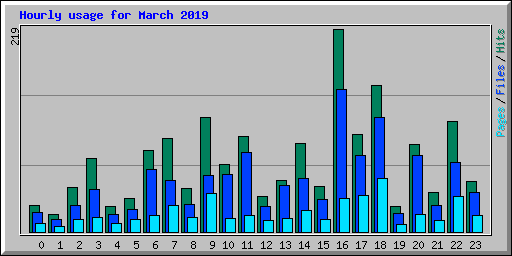 Hourly usage for March 2019
219
Pages/Files/Hits
0 1 2 3 4 5 6 7 8 9 10 11 12 13 14 15 16 17 18 19 20 21 22 23